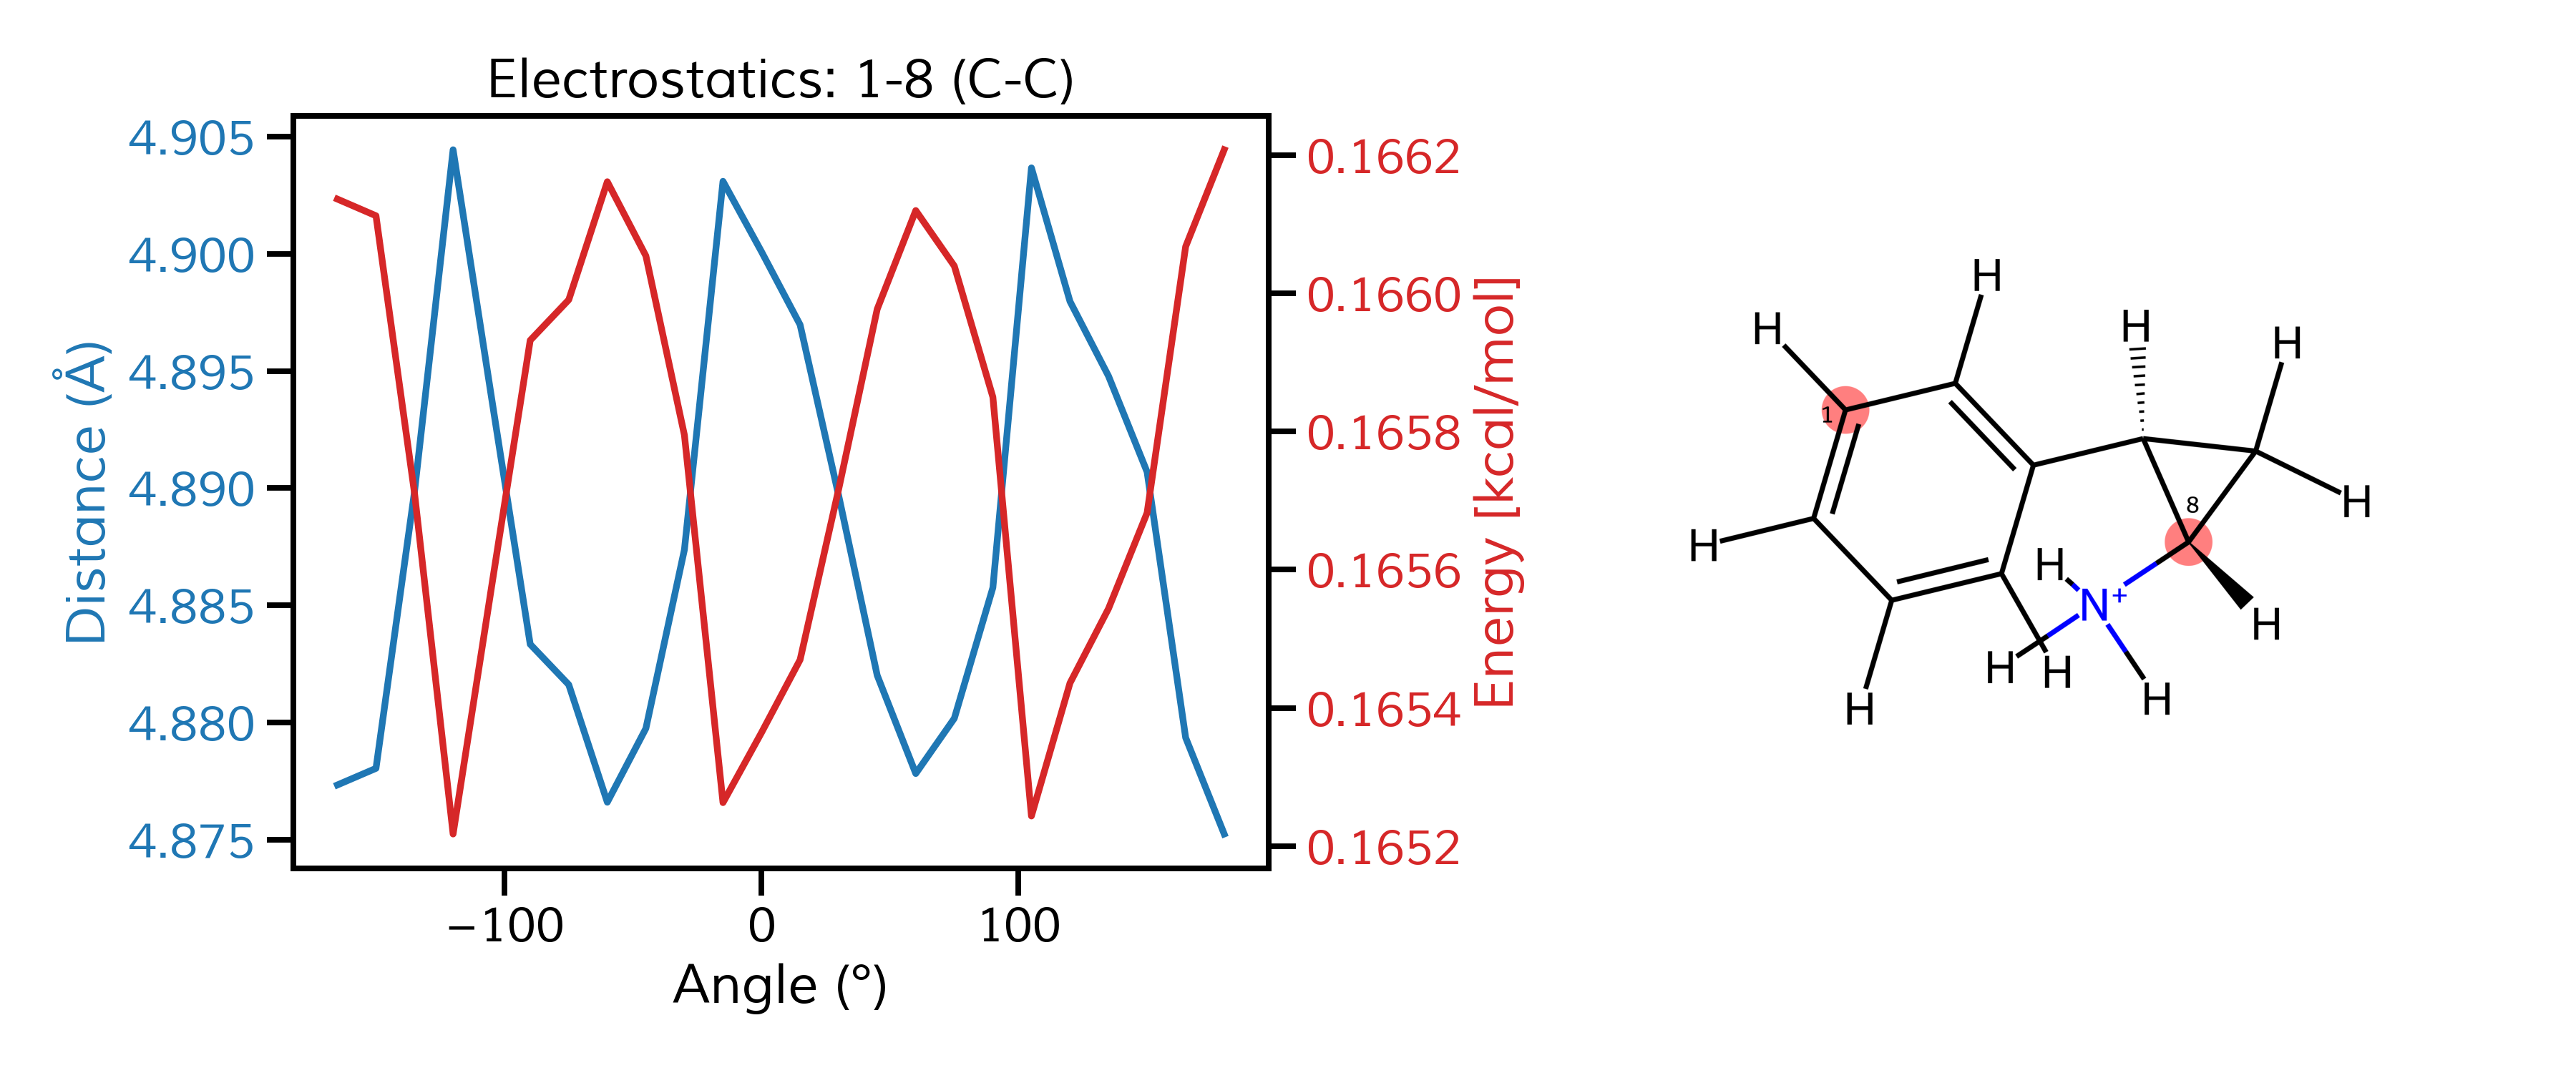 Electrostatics: 1-8 (C-C)
4.905
4.900
4.895
4.890
4.885
4.880
4.875
Distance (Å)
0.1662
0.1660
0.1658
0.1656
0.1654
0.1652
Energy [kcal/mol]
−100 0 100
Angle (°)
H
H
H
H
1
H
8
H
H
N+
H
H
H
H
H